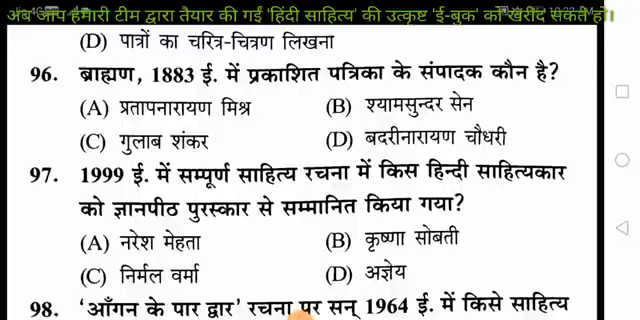 अब आप हमारी टीम द्वारा तैयार की गईं 'हिंदी साहित्य' की उत्कृष्ट 'ई-बुक' को खरीद सकते हो।
(D) पात्रों का चरित्र-चित्रण लिखना
96. ब्राह्मण, 1883 ई. में प्रकाशित पत्रिका के संपादक कौन है?
(A) प्रतापनारायण मिश्र (B) श्यामसुन्दर सेन
(C) गुलाब शंकर (D) बदरीनारायण चौधरी
97. 1999 ई. में सम्पूर्ण साहित्य रचना में किस हिन्दी साहित्यकार
को ज्ञानपीठ पुरस्कार से सम्मानित किया गया?
(A) नरेश मेहता (B) कृष्णा सोबती
(C) निर्मल वर्मा (D) अज्ञेय
98. 'आँगन के पार द्वार' रचना पर सन् 1964 ई. में किसे साहित्य